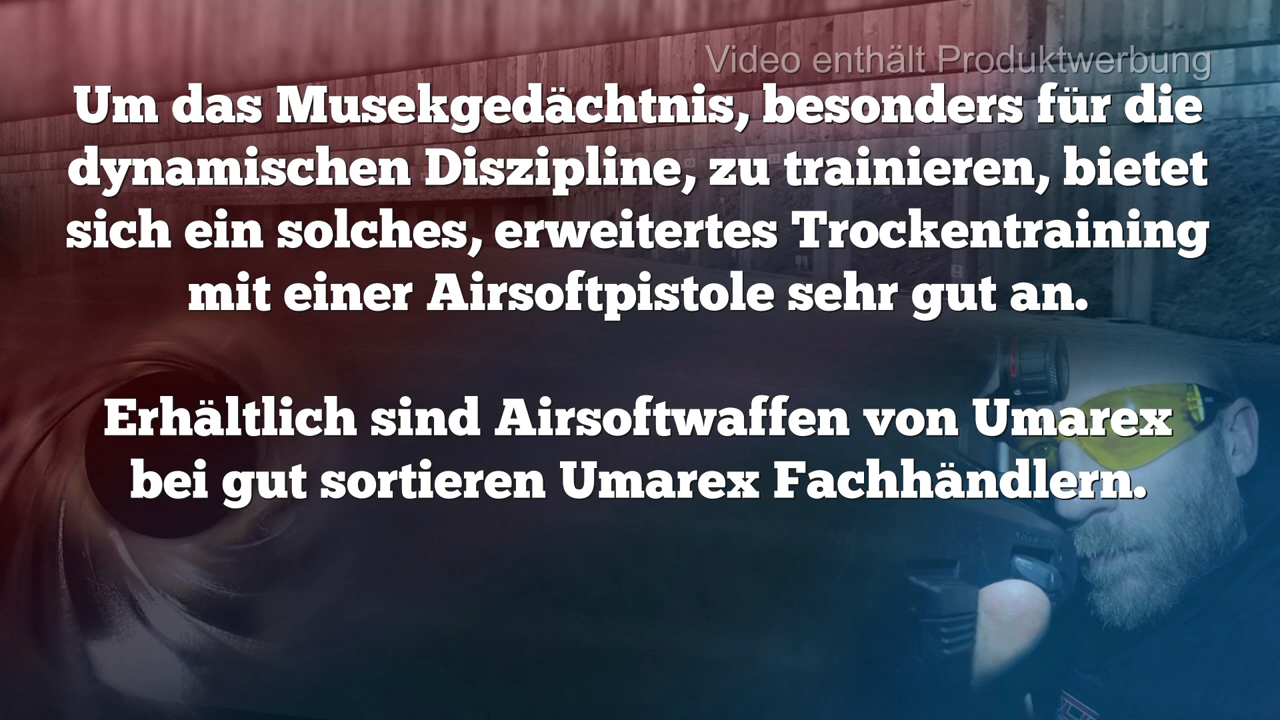 Video enthält Produktwerbung
Um das Musekgedächtnis, besonders für die
dynamischen Diszipline, zu trainieren, bietet
sich ein solches, erweitertes Trockentraining
mit einer Airsoftpistole sehr gut an.
Erhältlich sind Airsoftwaffen von Umarex
bei gut sortieren Umarex Fachhändlern.